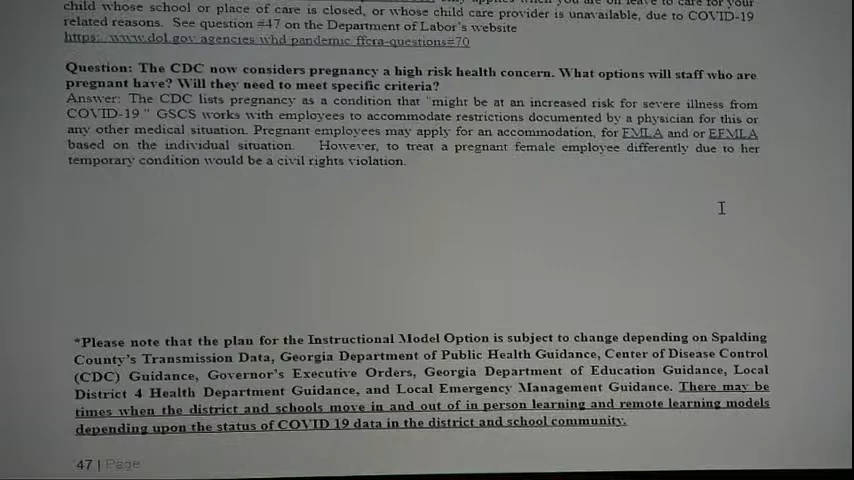 child whose school or place of care is closed, or whose child care provider is unavailable, due to COVID-19
related reasons. See question #47 on the Department of Labor's website
https://www.dol.gov/agencies/whd/pandemic/ffcra-questions#70
Question: The CDC now considers pregnancy a high risk health concern. What options will staff who are
pregnant have? Will they need to meet specific criteria?
Answer: The CDC lists pregnancy as a condition that "might be at an increased risk for severe illness from
COVID-19." GSCS works with employees to accommodate restrictions documented by a physician for this or
any other medical situation. Pregnant employees may apply for an accommodation, for FMLA and or EFMLA
based on the individual situation. However, to treat a pregnant female employee differently due to her
temporary condition would be a civil rights violation.
*Please note that the plan for the Instructional Model Option is subject to change depending on Spalding
County's Transmission Data, Georgia Department of Public Health Guidance, Center of Disease Control
(CDC) Guidance, Governor's Executive Orders, Georgia Department of Education Guidance, Local
District 4 Health Department Guidance, and Local Emergency Management Guidance. There may be
times when the district and schools move in and out of in person learning and remote learning models
depending upon the status of COVID 19 data in the district and school community.
47 | Page